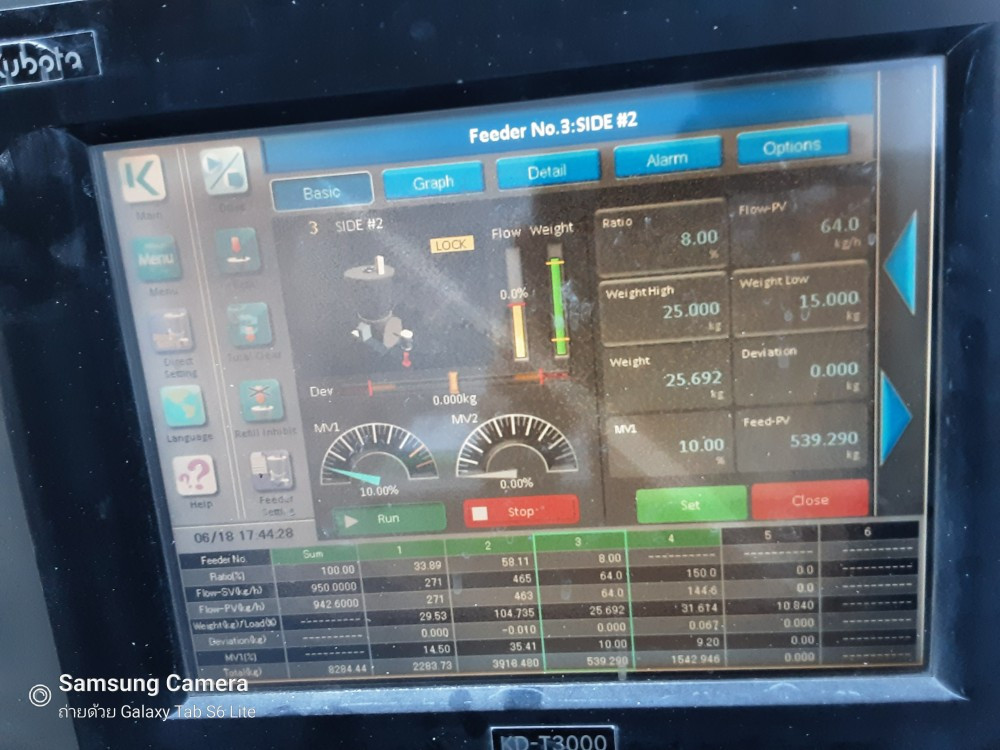 Kubota
Feeder No.3:SIDE #2
Basic Graph Detail Alarm Options
Main
Menu
Menu
Digest Setting
Language
Help
Total Clear
Refill Inhibit
Feeder
3 SIDE #2
LOCK
Flow Weight
0.0%
Dev
0.000kg
MV1
10.00%
MV2
0.00%
Run
Stop
Ratio
8.00
%
Flow-PV
64.0
kg/h
Weight High
25.000
kg
Weight Low
15.000
kg
Weight
25.692
kg
Deviation
0.000
kg
MV1
10.00
%
Feed-PV
539.290
kg
Set
Close
06/18 17:44:28
Feeder No. Sum 1 2 3 4 5 6
Ratio(%) 100.00 33.89 58.11 8.00 ---------- ----------
Flow-SV(kg/h) 950.0000 271 465 64.0 150.0 0.0 ----------
Flow-PV(kg/h) 942.6000 271 463 64.0 144.6 0.0 ----------
Weight(kg)/Load(%) ---------- 29.53 104.735 25.692 31.614 10.840 ----------
Deviation(kg) ---------- 0.000 -0.010 0.000 0.067 0.000 ----------
MV1(%) ---------- 14.50 35.41 10.00 9.20 0.00 ----------
Total(kg) 8284.44 2283.73 3918.480 539.290 1542.946 0.000 ----------
Samsung Camera
ถ่ายด้วย Galaxy Tab S6 Lite
KD-T3000